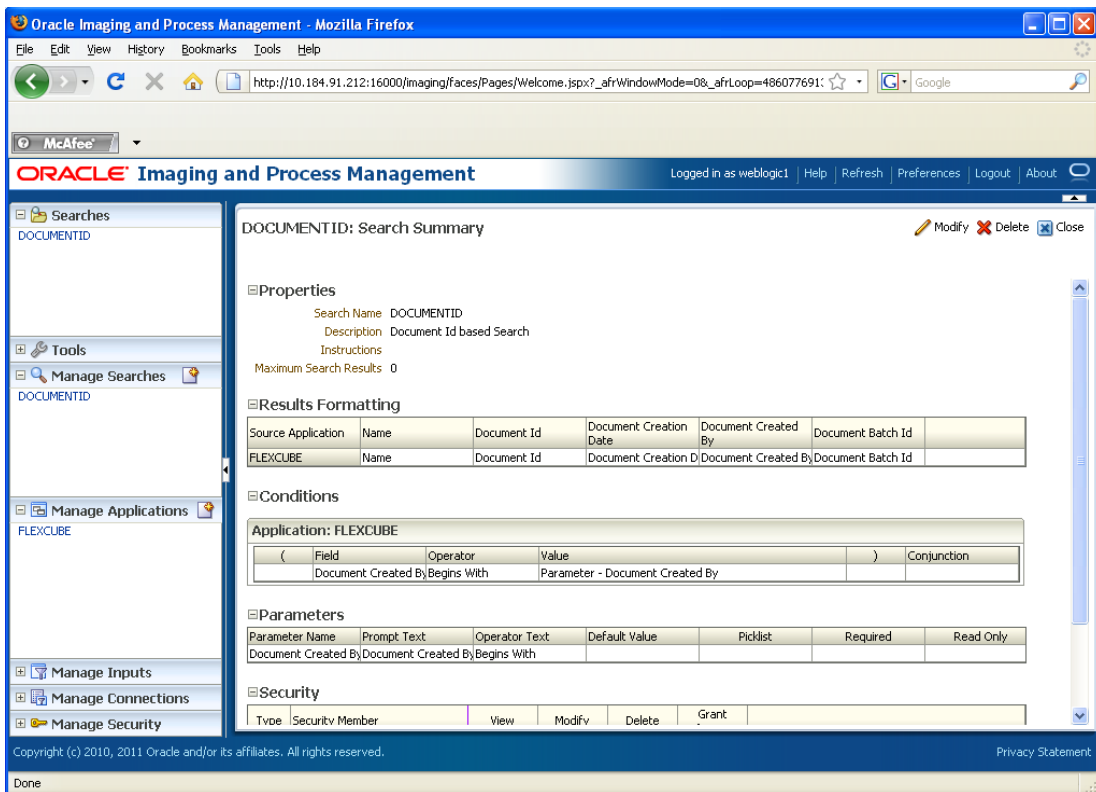 Oracle Imaging and Process Management - Mozilla Firefox
File Edit View History Bookmarks Tools Help
http://10.184.91.212:16000/imaging/faces/Pages/Welcome.jspx?_afrWindowMode=0&_afrLoop=486077691 Google
McAfee
ORACLE Imaging and Process Management Logged in as weblogic1 Help Refresh Preferences Logout About
Searches
DOCUMENTID
Tools
Manage Searches
DOCUMENTID
Manage Applications
FLEXCUBE
Manage Inputs
Manage Connections
Manage Security
DOCUMENTID: Search Summary Modify Delete Close
Properties
Search Name DOCUMENTID
Description Document Id based Search
Instructions
Maximum Search Results 0
Results Formatting
Source Application Name Document Id Document Creation Date Document Created By Document Batch Id
FLEXCUBE Name Document Id Document Creation D Document Created By Document Batch Id
Conditions
Application: FLEXCUBE
( Field Operator Value ) Conjunction
Document Created By Begins With Parameter - Document Created By
Parameters
Parameter Name Prompt Text Operator Text Default Value Picklist Required Read Only
Document Created By Document Created By Begins With
Security
Type Security Member View Modify Delete Grant
Copyright (c) 2010, 2011 Oracle and/or its affiliates. All rights reserved. Privacy Statement
Done